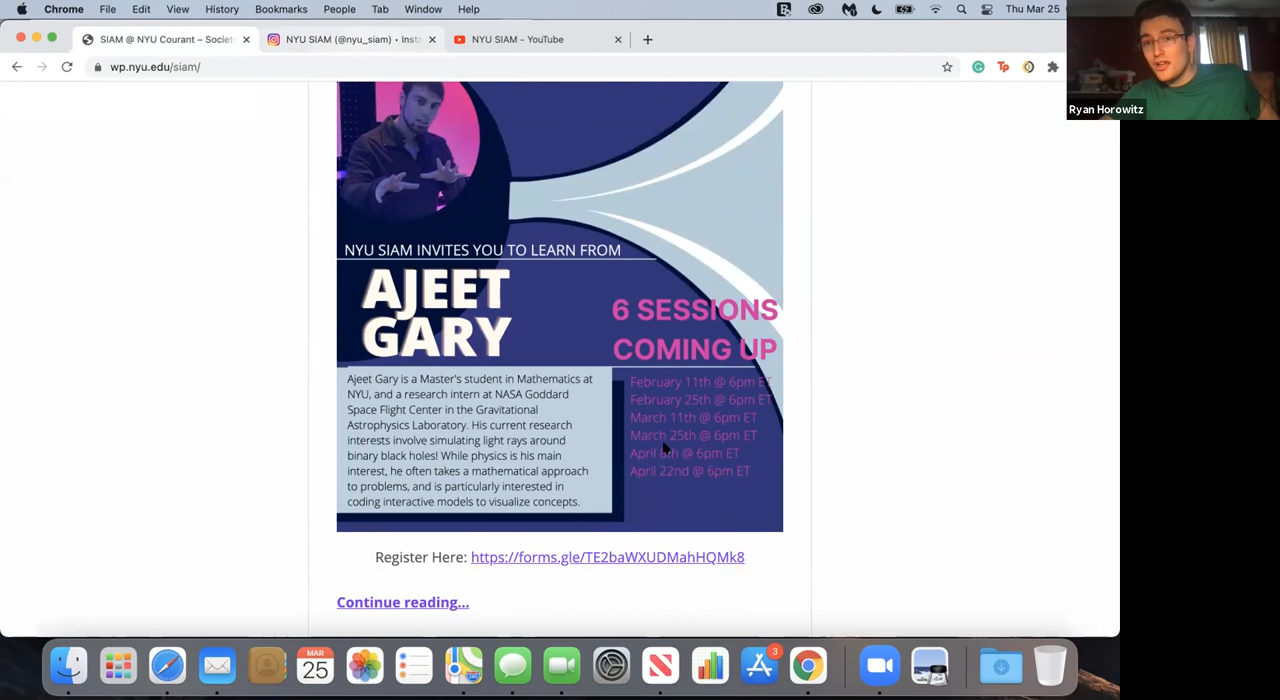 Chrome File Edit View History Bookmarks People Tab Window Help
Thu Mar 25
SIAM @ NYU Courant – Societ
NYU SIAM (@nyu_siam) • Insta
NYU SIAM - YouTube
wp.nyu.edu/siam/
Ryan Horowitz
NYU SIAM INVITES YOU TO LEARN FROM
AJEET
GARY
6 SESSIONS
COMING UP
Ajeet Gary is a Master's student in Mathematics at
NYU, and a research intern at NASA Goddard
Space Flight Center in the Gravitational
Astrophysics Laboratory. His current research
interests involve simulating light rays around
binary black holes! While physics is his main
interest, he often takes a mathematical approach
to problems, and is particularly interested in
coding interactive models to visualize concepts.
February 11th @ 6pm ET
February 25th @ 6pm ET
March 11th @ 6pm ET
March 25th @ 6pm ET
April 8th @ 6pm ET
April 22nd @ 6pm ET
Register Here: https://forms.gle/TE2baWXUDMahHQMk8
Continue reading...
MAR
25
3